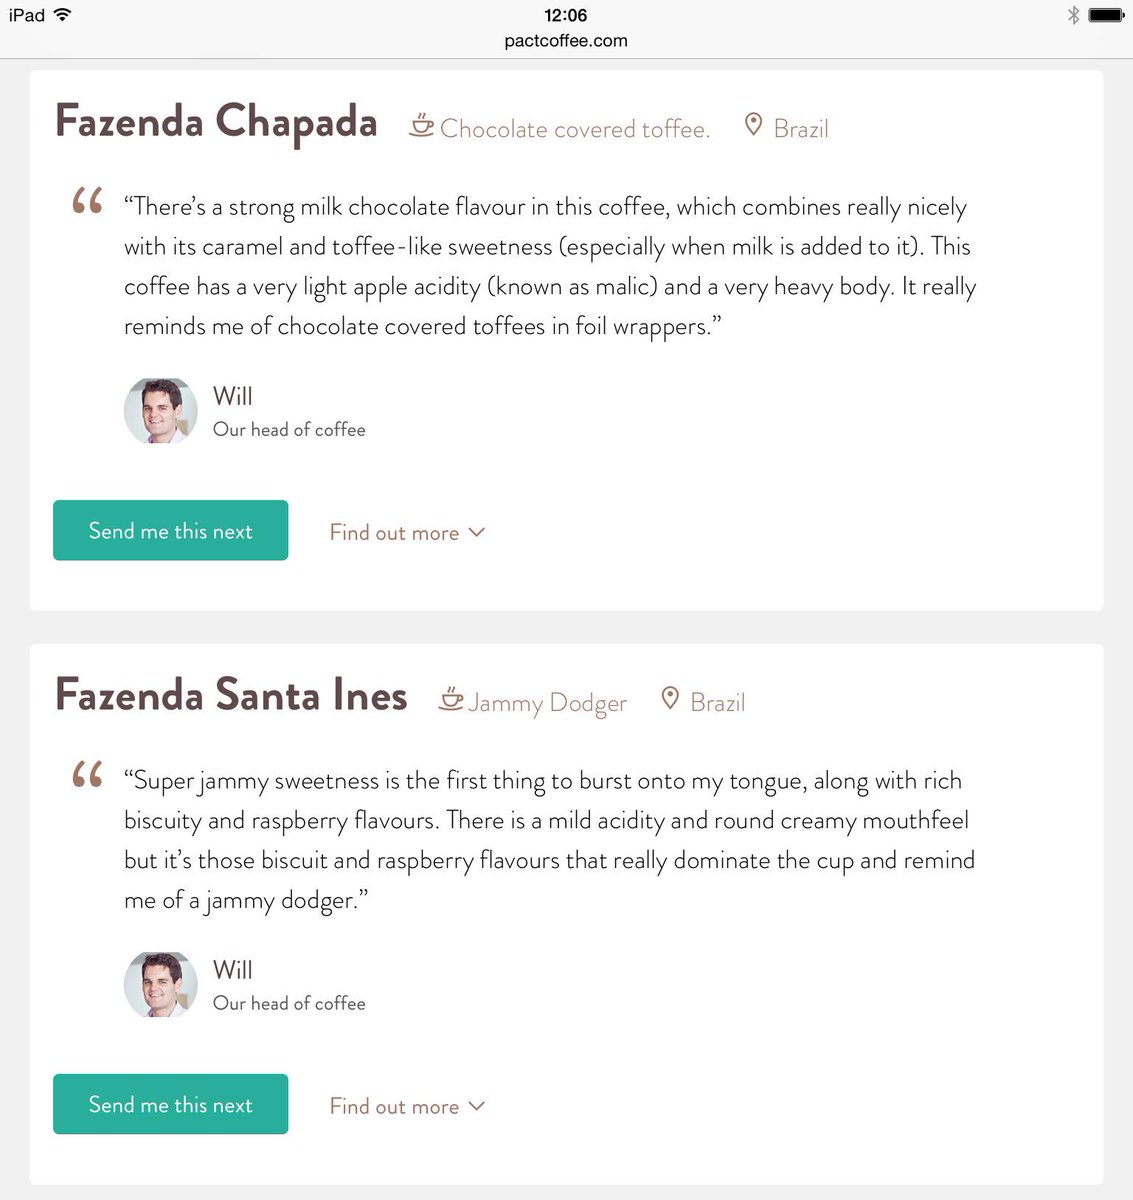 iPad 12:06
pactcoffee.com
Fazenda Chapada Chocolate covered toffee. Brazil
“ “There’s a strong milk chocolate flavour in this coffee, which combines really nicely
with its caramel and toffee-like sweetness (especially when milk is added to it). This
coffee has a very light apple acidity (known as malic) and a very heavy body. It really
reminds me of chocolate covered toffees in foil wrappers.”
Will
Our head of coffee
Send me this next Find out more
Fazenda Santa Ines Jammy Dodger Brazil
“ “Super jammy sweetness is the first thing to burst onto my tongue, along with rich
biscuity and raspberry flavours. There is a mild acidity and round creamy mouthfeel
but it’s those biscuit and raspberry flavours that really dominate the cup and remind
me of a jammy dodger.”
Will
Our head of coffee
Send me this next Find out more